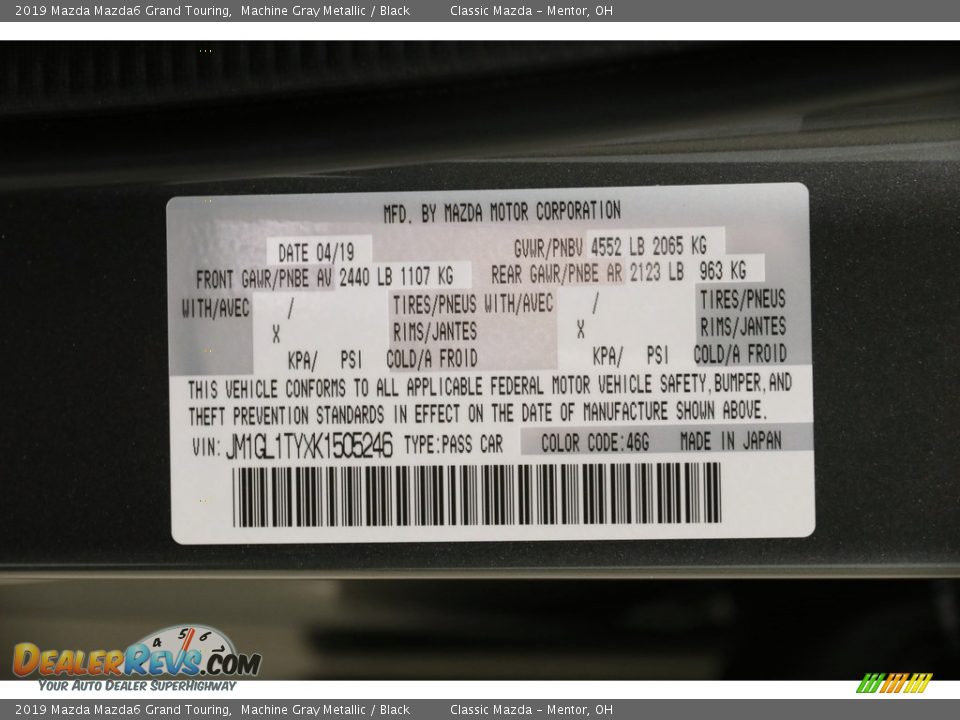 2019 Mazda Mazda6 Grand Touring, Machine Gray Metallic / Black Classic Mazda - Mentor, OH
MFD. BY MAZDA MOTOR CORPORATION
DATE 04/19 GVWR/PNBV 4552 LB 2065 KG
FRONT GAWR/PNBE AV 2440 LB 1107 KG REAR GAWR/PNBE AR 2123 LB 963 KG
WITH/AVEC / TIRES/PNEUS WITH/AVEC / TIRES/PNEUS
X RIMS/JANTES X RIMS/JANTES
KPA/ PSI COLD/A FROID KPA/ PSI COLD/A FROID
THIS VEHICLE CONFORMS TO ALL APPLICABLE FEDERAL MOTOR VEHICLE SAFETY,BUMPER,AND
THEFT PREVENTION STANDARDS IN EFFECT ON THE DATE OF MANUFACTURE SHOWN ABOVE.
VIN: JM1GL1TYXK1505246 TYPE:PASS CAR COLOR CODE:46G MADE IN JAPAN
4 5 6 7
DEALERREVS.COM
YOUR AUTO DEALER SUPERHIGHWAY
2019 Mazda Mazda6 Grand Touring, Machine Gray Metallic / Black Classic Mazda - Mentor, OH